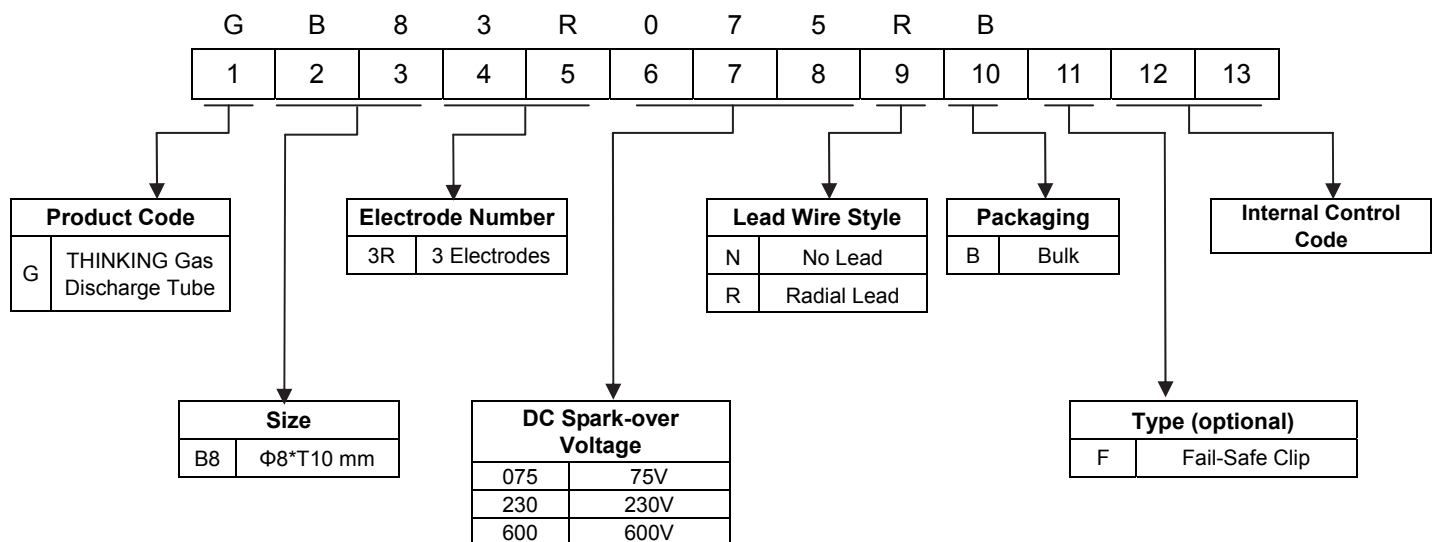 G B 8 3 R 0 7 5 R B
1 2 3 4 5 6 7 8 9 10 11 12 13
Product Code
G THINKING Gas
Discharge Tube
Electrode Number
3R 3 Electrodes
Lead Wire Style
N No Lead
R Radial Lead
Packaging
B Bulk
Internal Control
Code
Size
B8 Φ8*T10 mm
DC Spark-over
Voltage
075 75V
230 230V
600 600V
Type (optional)
F Fail-Safe Clip